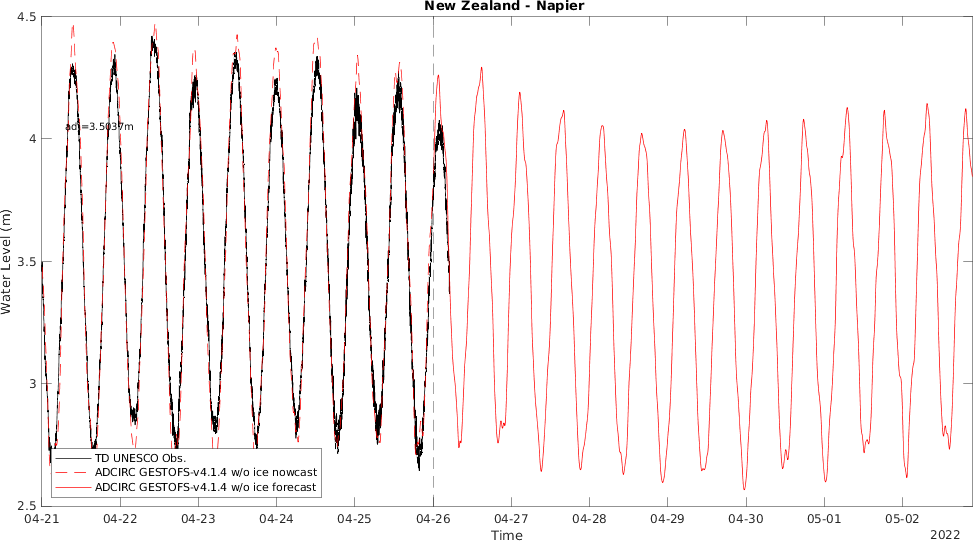 New Zealand - Napier
4.5
4
3.5
3
2.5
Water Level (m)
adj=3.5037m
TD UNESCO Obs.
ADCIRC GESTOFS-v4.1.4 w/o ice nowcast
ADCIRC GESTOFS-v4.1.4 w/o ice forecast
04-21 04-22 04-23 04-24 04-25 04-26 04-27 04-28 04-29 04-30 05-01 05-02
Time
2022